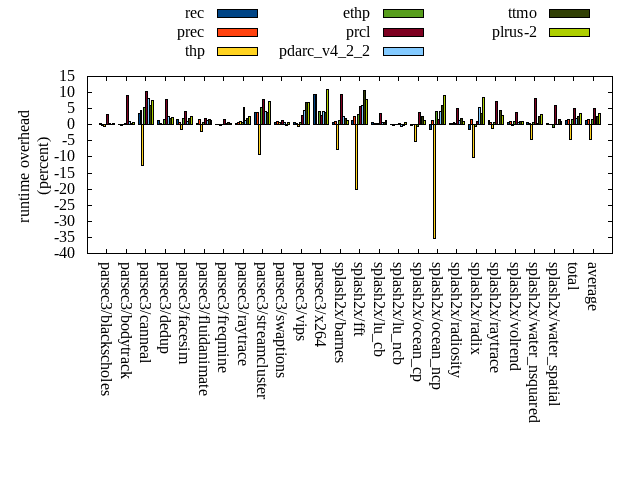 rec ethp ttmo
prec prcl plrus-2
thp pdarc_v4_2_2
runtime overhead
(percent)
15
10
5
0
-5
-10
-15
-20
-25
-30
-35
-40
parsec3/blackscholes
parsec3/bodytrack
parsec3/canneal
parsec3/dedup
parsec3/facesim
parsec3/fluidanimate
parsec3/freqmine
parsec3/raytrace
parsec3/streamcluster
parsec3/swaptions
parsec3/vips
parsec3/x264
splash2x/barnes
splash2x/fft
splash2x/lu_cb
splash2x/lu_ncb
splash2x/ocean_cp
splash2x/ocean_ncp
splash2x/radiosity
splash2x/radix
splash2x/raytrace
splash2x/volrend
splash2x/water_nsquared
splash2x/water_spatial
total
average